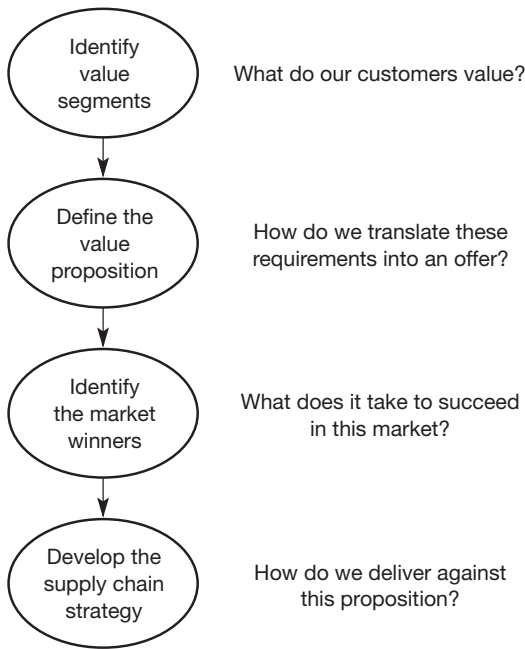 Identify
value
segments
What do our customers value?
Define the
value
proposition
How do we translate these
requirements into an offer?
Identify
the market
winners
What does it take to succeed
in this market?
Develop the
supply chain
strategy
How do we deliver against
this proposition?